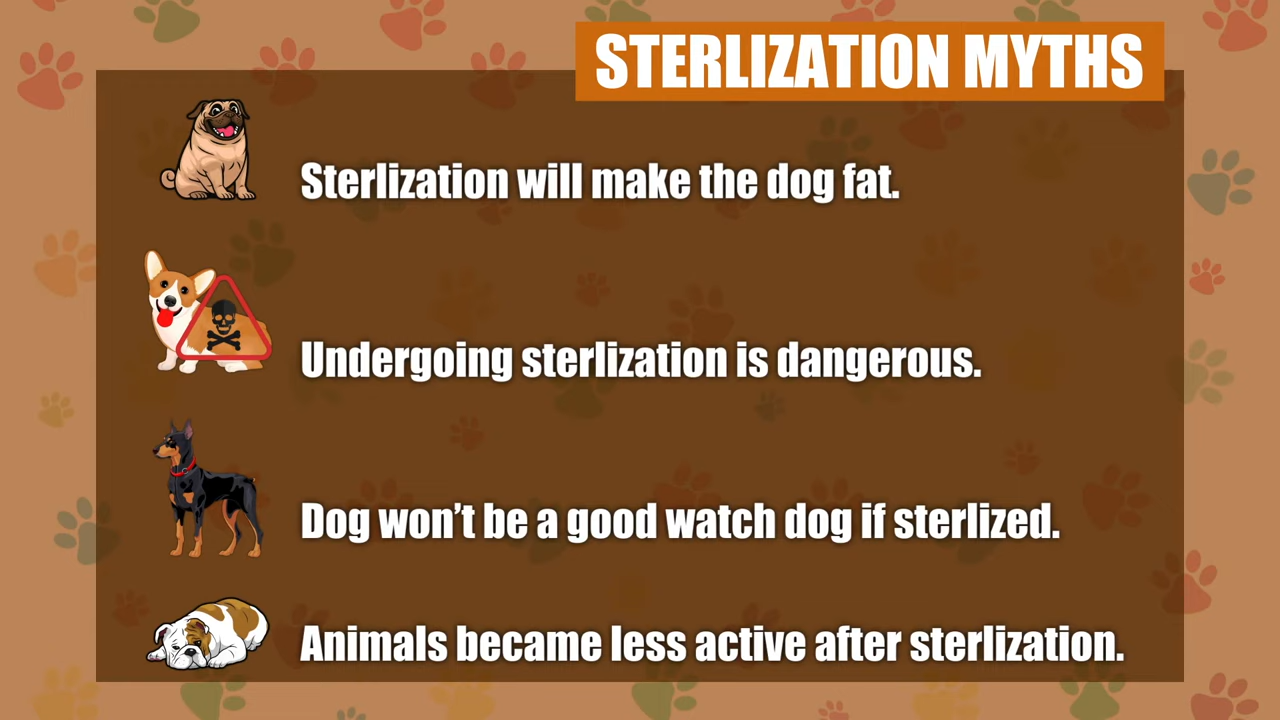 STERLIZATION MYTHS
Sterlization will make the dog fat.
Undergoing sterlization is dangerous.
Dog won't be a good watch dog if sterlized.
Animals became less active after sterlization.